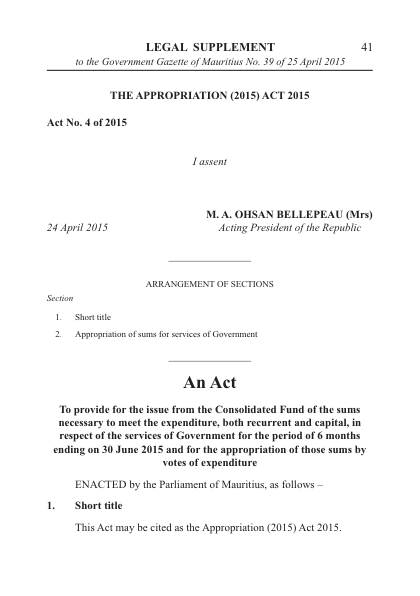 LEGAL SUPPLEMENT 41
to the Government Gazette of Mauritius No. 39 of 25 April 2015
THE APPROPRIATION (2015) ACT 2015
Act No. 4 of 2015
I assent
M. A. OHSAN BELLEPEAU (Mrs)
24 April 2015 Acting President of the Republic
ARRANGEMENT OF SECTIONS
Section
1. Short title
2. Appropriation of sums for services of Government
An Act
To provide for the issue from the Consolidated Fund of the sums
necessary to meet the expenditure, both recurrent and capital, in
respect of the services of Government for the period of 6 months
ending on 30 June 2015 and for the appropriation of those sums by
votes of expenditure
ENACTED by the Parliament of Mauritius, as follows –
1. Short title
This Act may be cited as the Appropriation (2015) Act 2015.